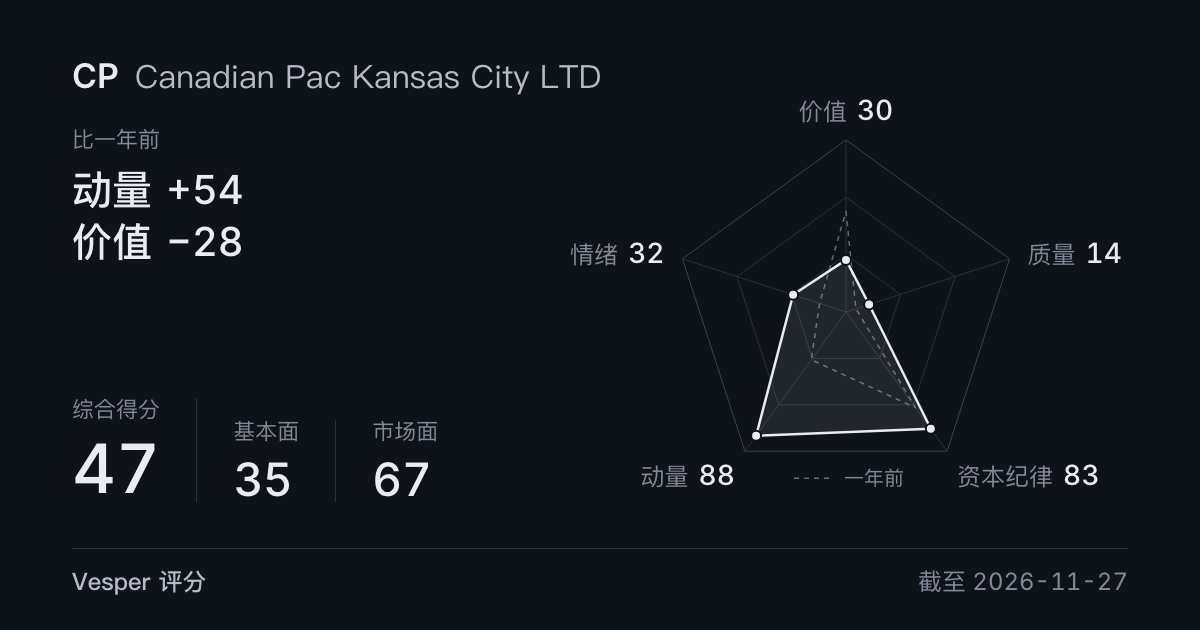 CP Canadian Pac Kansas City LTD
比一年前
动量 +54
价值 −28
综合得分
47
基本面
35
市场面
67
价值 30
质量 14
资本纪律 83
动量 88
情绪 32
---- 一年前
Vesper 评分
截至 2026-11-27